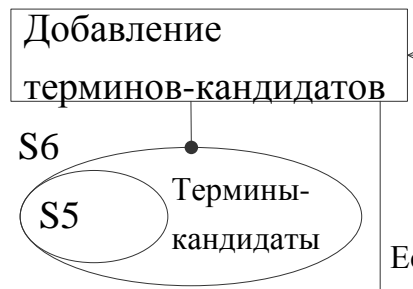 Добавление
терминов-кандидатов
S6
S5
Термины-
кандидаты